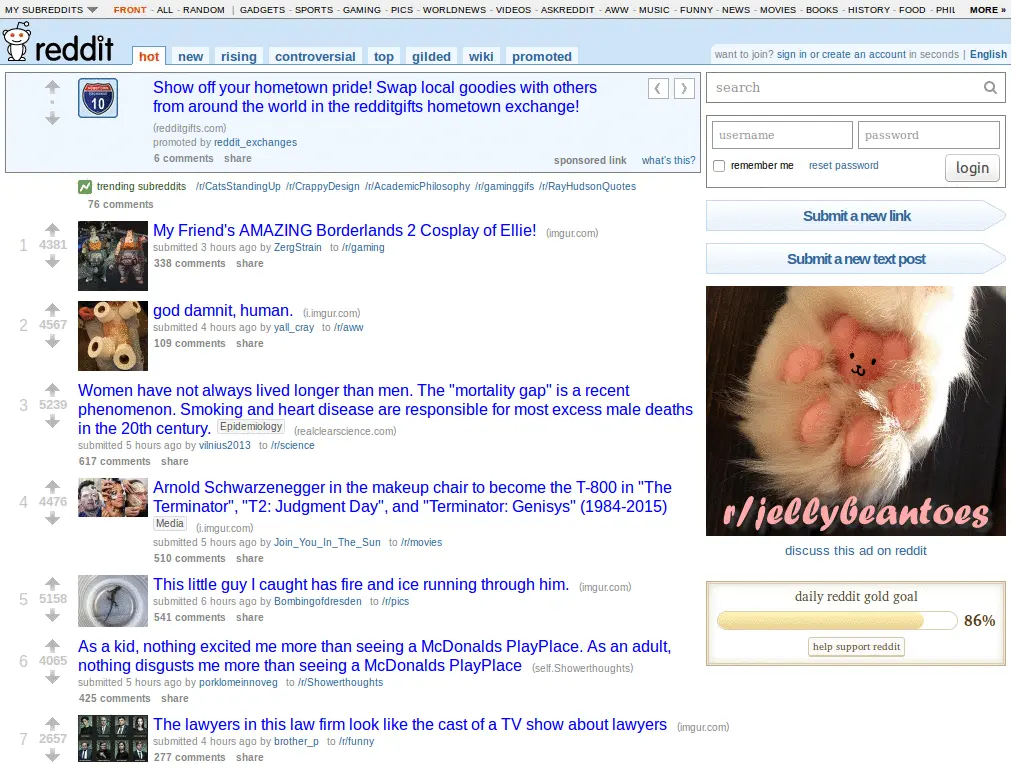 MY SUBREDDITS FRONT - ALL - RANDOM | GADGETS - SPORTS - GAMING - PICS - WORLDNEWS - VIDEOS - ASKREDDIT - AWW - MUSIC - FUNNY - NEWS - MOVIES - BOOKS - HISTORY - FOOD - PHIL MORE »
reddit hot new rising controversial top gilded wiki promoted
want to join? sign in or create an account in seconds | English
HOMETOWN
10
Show off your hometown pride! Swap local goodies with others
from around the world in the redditgifts hometown exchange!
(redditgifts.com)
promoted by reddit_exchanges
6 comments share
sponsored link what's this?
trending subreddits /r/CatsStandingUp /r/CrappyDesign /r/AcademicPhilosophy /r/gaminggifs /r/RayHudsonQuotes
76 comments
1 4381
My Friend's AMAZING Borderlands 2 Cosplay of Ellie! (imgur.com)
submitted 3 hours ago by ZergStrain to /r/gaming
338 comments share
2 4567
god damnit, human. (i.imgur.com)
submitted 4 hours ago by yall_cray to /r/aww
109 comments share
3 5239
Women have not always lived longer than men. The "mortality gap" is a recent
phenomenon. Smoking and heart disease are responsible for most excess male deaths
in the 20th century. Epidemiology (realclearscience.com)
submitted 5 hours ago by vilnius2013 to /r/science
617 comments share
4 4476
Arnold Schwarzenegger in the makeup chair to become the T-800 in "The
Terminator", "T2: Judgment Day", and "Terminator: Genisys" (1984-2015)
Media (i.imgur.com)
submitted 5 hours ago by Join_You_In_The_Sun to /r/movies
510 comments share
5 5158
This little guy I caught has fire and ice running through him. (imgur.com)
submitted 6 hours ago by Bombingofdresden to /r/pics
541 comments share
6 4065
As a kid, nothing excited me more than seeing a McDonalds PlayPlace. As an adult,
nothing disgusts me more than seeing a McDonalds PlayPlace (self.Showerthoughts)
submitted 5 hours ago by porklomeinnoveg to /r/Showerthoughts
425 comments share
7 2657
The lawyers in this law firm look like the cast of a TV show about lawyers (imgur.com)
submitted 4 hours ago by brother_p to /r/funny
277 comments share
search
username password
remember me reset password login
Submit a new link
Submit a new text post
r/jellybeantoes
discuss this ad on reddit
daily reddit gold goal
86%
help support reddit